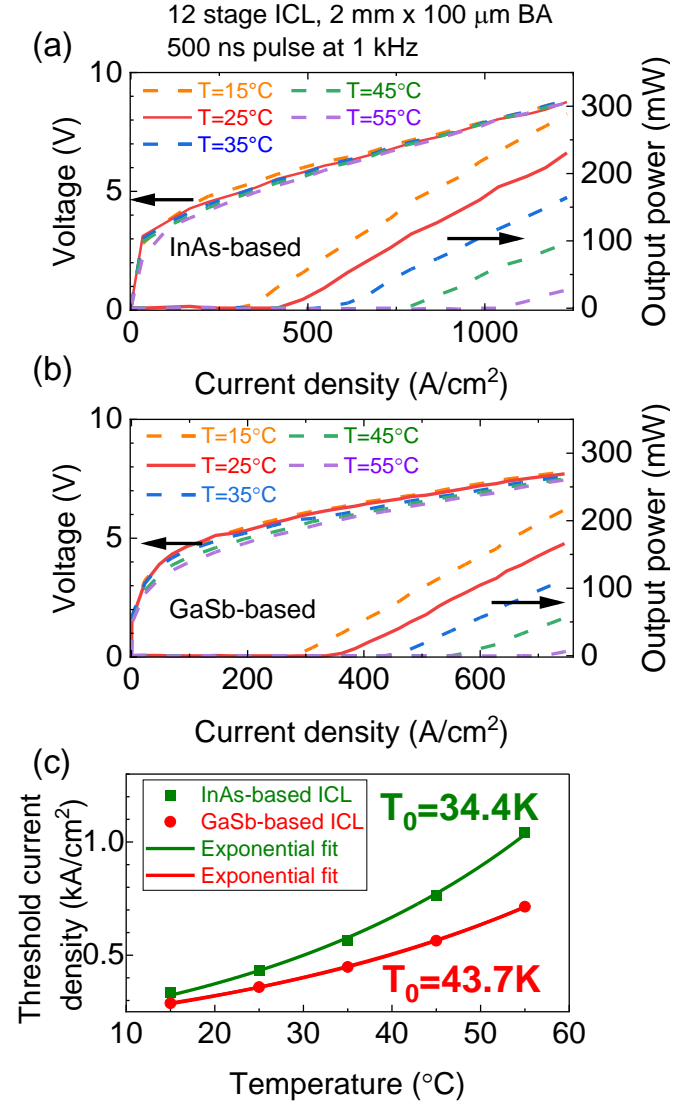 12 stage ICL, 2 mm x 100 μm BA
500 ns pulse at 1 kHz
(a)
10
5
0
Voltage (V)
T=15°C
T=25°C
T=35°C
T=45°C
T=55°C
InAs-based
300
200
100
0
Output power (mW)
0
500
1000
Current density (A/cm²)
(b)
10
5
0
Voltage (V)
T=15°C
T=25°C
T=35°C
T=45°C
T=55°C
GaSb-based
300
200
100
0
Output power (mW)
0
200
400
600
Current density (A/cm²)
(c)
Threshold current
density (kA/cm²)
1.0
0.5
InAs-based ICL
GaSb-based ICL
Exponential fit
Exponential fit
T₀=34.4K
T₀=43.7K
10
20
30
40
50
60
Temperature (°C)